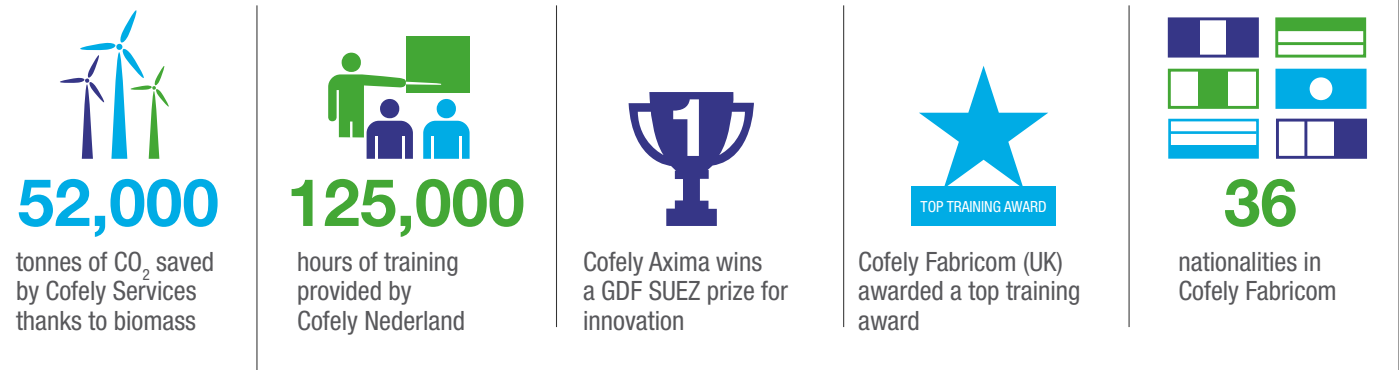 52,000
tonnes of CO₂ saved
by Cofely Services
thanks to biomass
125,000
hours of training
provided by
Cofely Nederland
1
Cofely Axima wins
a GDF SUEZ prize for
innovation
TOP TRAINING AWARD
Cofely Fabricom (UK)
awarded a top training
award
36
nationalities in
Cofely Fabricom